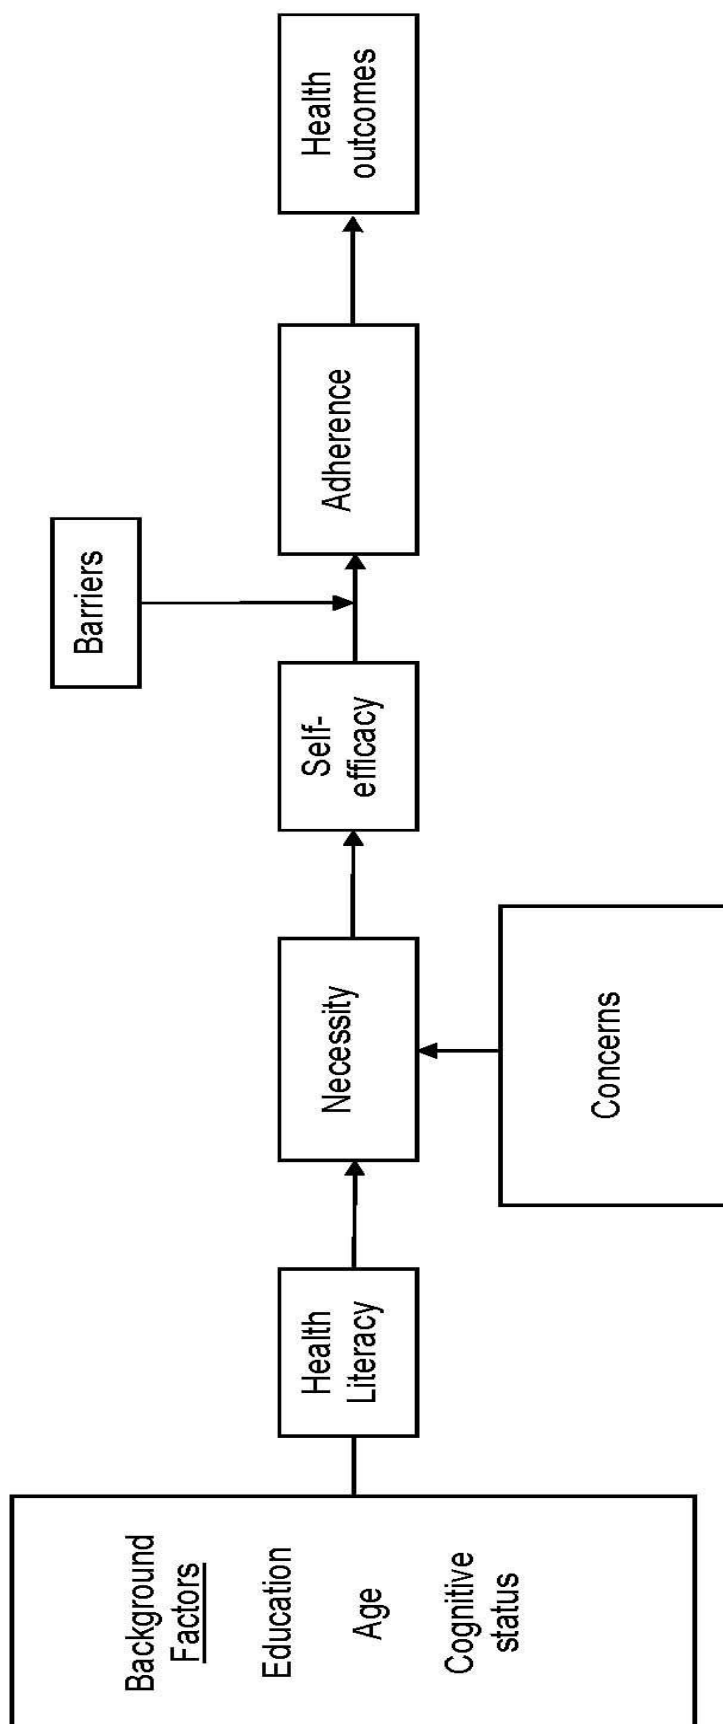 Background
Factors
Education
Age
Cognitive
status
Health
Literacy
Necessity
Concerns
Self-
efficacy
Barriers
Adherence
Health
outcomes